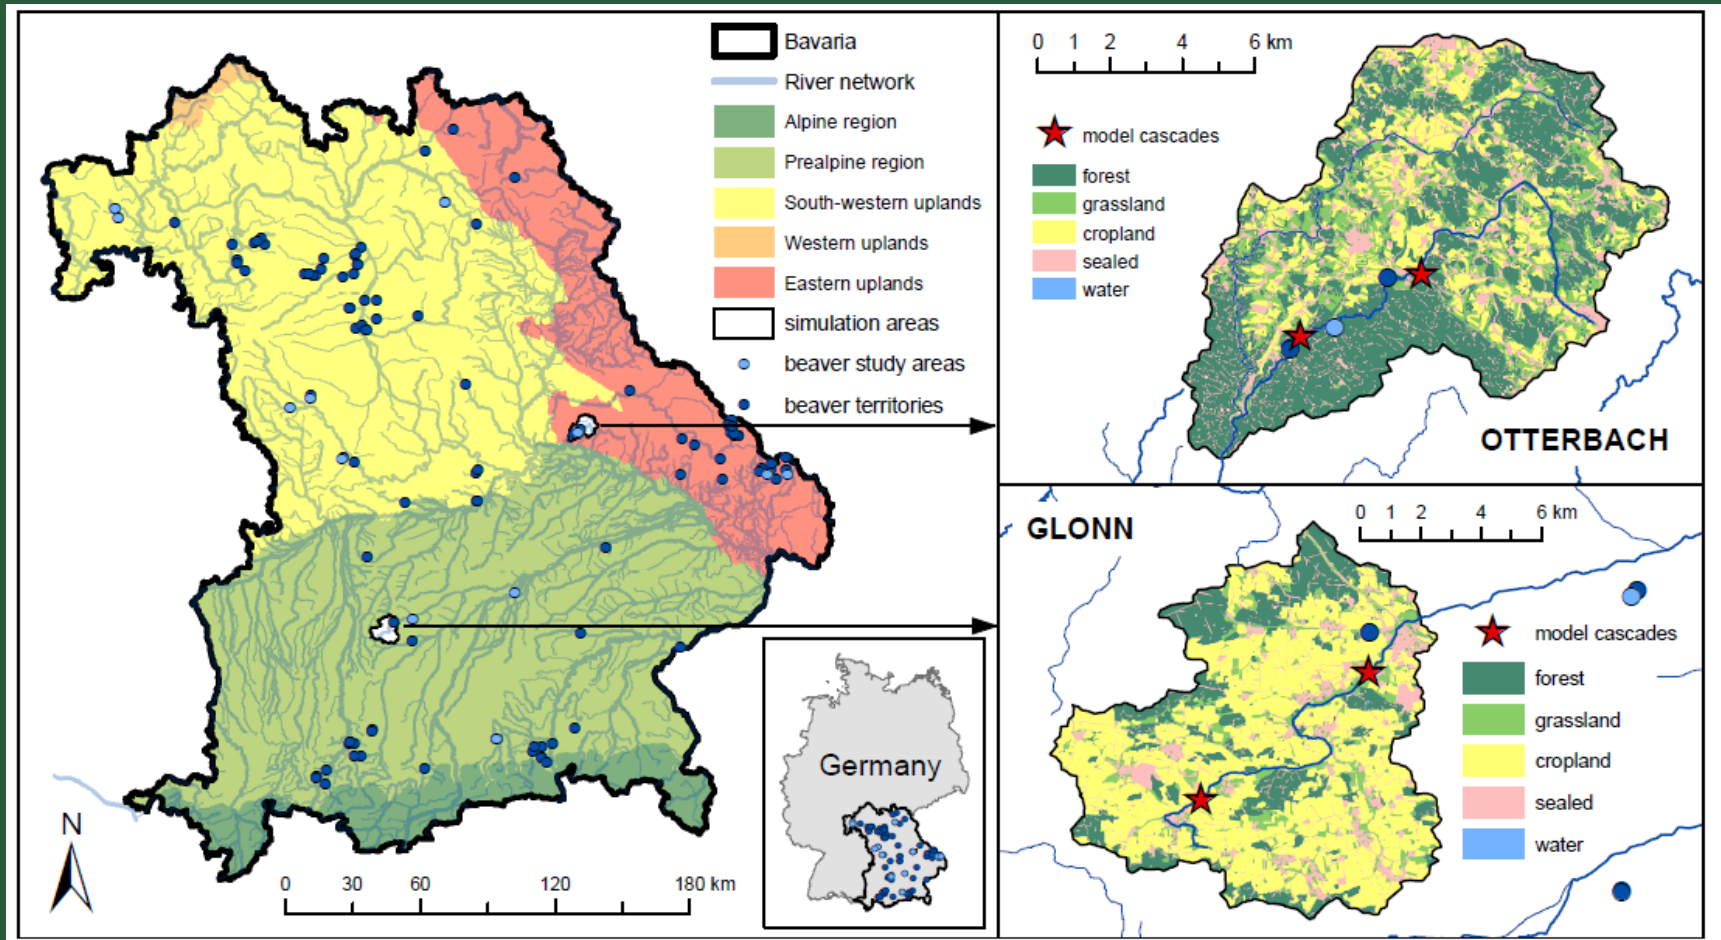 Bavaria
River network
Alpine region
Prealpine region
South-western uplands
Western uplands
Eastern uplands
simulation areas
beaver study areas
beaver territories
N
0 30 60 120 180 km
Germany
0 1 2 4 6 km
model cascades
forest
grassland
cropland
sealed
water
OTTERBACH
GLONN
0 1 2 4 6 km
model cascades
forest
grassland
cropland
sealed
water